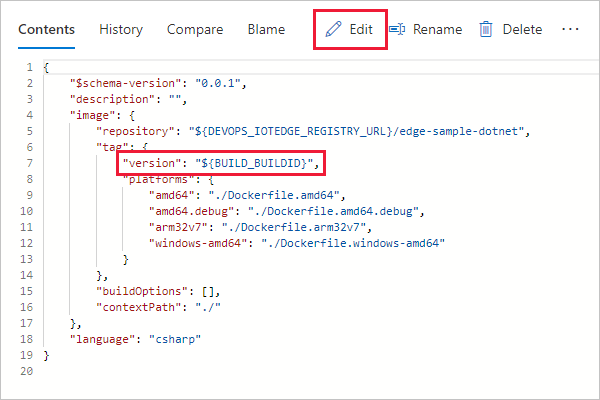 Contents History Compare Blame Edit Rename Delete ...
1 {
2 "$schema-version": "0.0.1",
3 "description": "",
4 "image": {
5 "repository": "${DEVOPS_IOTEDGE_REGISTRY_URL}/edge-sample-dotnet",
6 "tag": {
7 "version": "${BUILD_BUILDID}",
8 "platforms": {
9 "amd64": "./Dockerfile.amd64",
10 "amd64.debug": "./Dockerfile.amd64.debug",
11 "arm32v7": "./Dockerfile.arm32v7",
12 "windows-amd64": "./Dockerfile.windows-amd64"
13 }
14 },
15 "buildOptions": [],
16 "contextPath": "./"
17 },
18 "language": "csharp"
19 }
20